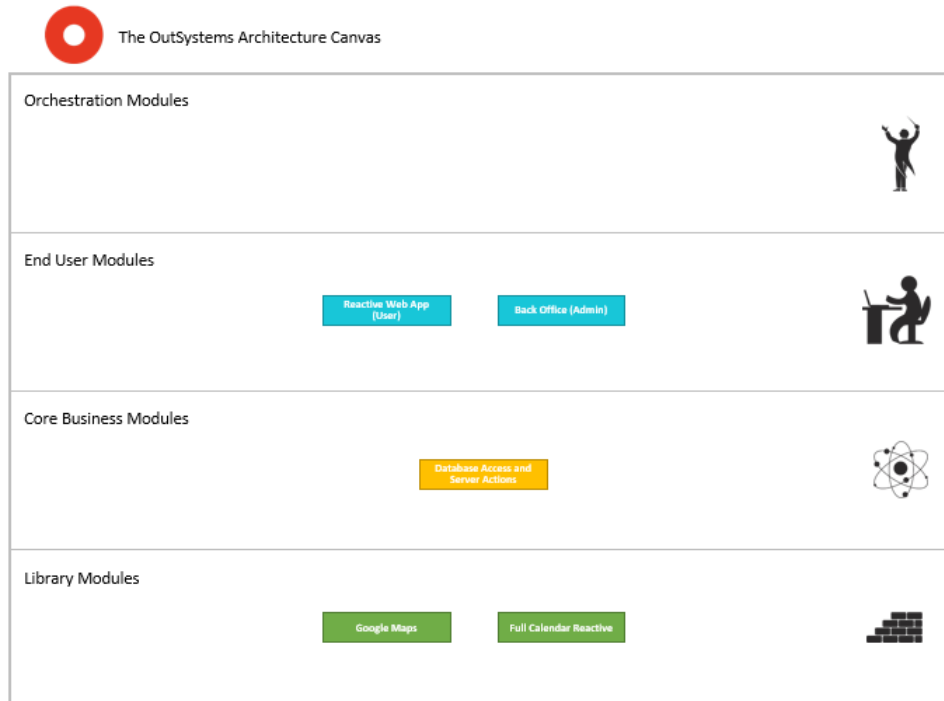 The OutSystems Architecture Canvas
Orchestration Modules
End User Modules
Reactive Web App
(User)
Back Office (Admin)
Core Business Modules
Database Access and
Server Actions
Library Modules
Google Maps
Full Calendar Reactive